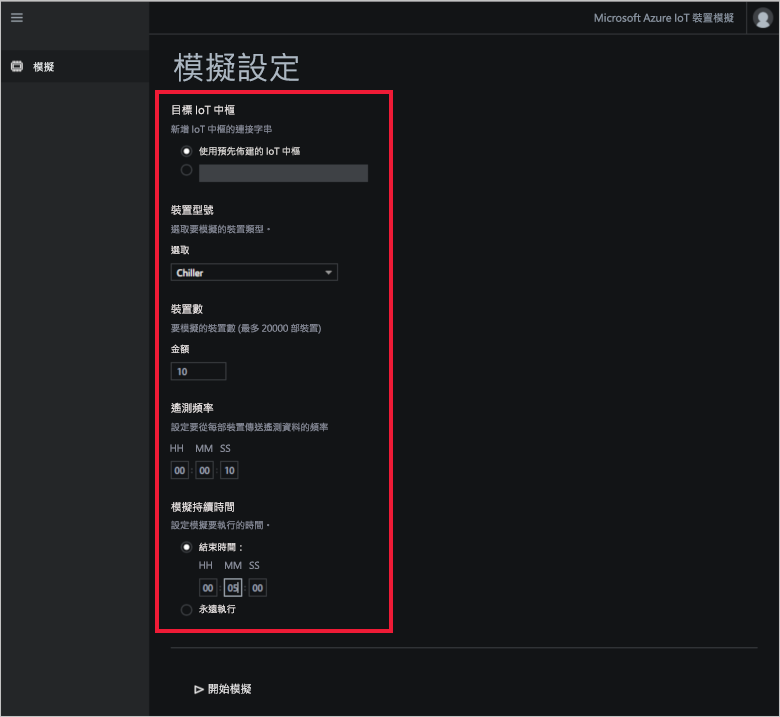 Microsoft Azure IoT 裝置模擬
模擬
模擬設定
目標 IoT 中樞
新增 IoT 中樞的連接字串
使用預先佈建的 IoT 中樞
裝置型號
選取要模擬的裝置類型。
選取
Chiller
裝置數
要模擬的裝置數 (最多 20000 部裝置)
金額
10
遙測頻率
設定要從每部裝置傳送遙測資料的頻率
HH MM SS
00 : 00 : 10
模擬持續時間
設定模擬要執行的時間。
結束時間：
HH MM SS
00 : 05 : 00
永遠執行
開始模擬